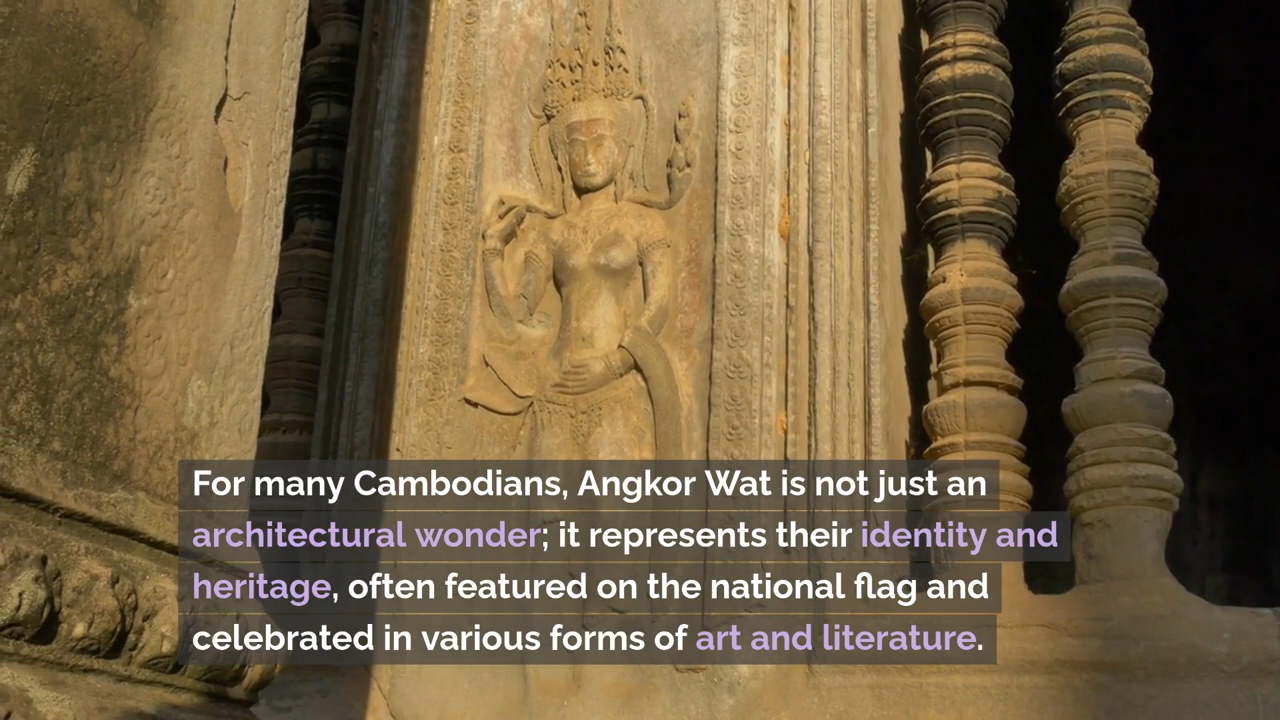 For many Cambodians, Angkor Wat is not just an
architectural wonder; it represents their identity and
heritage, often featured on the national flag and
celebrated in various forms of art and literature.